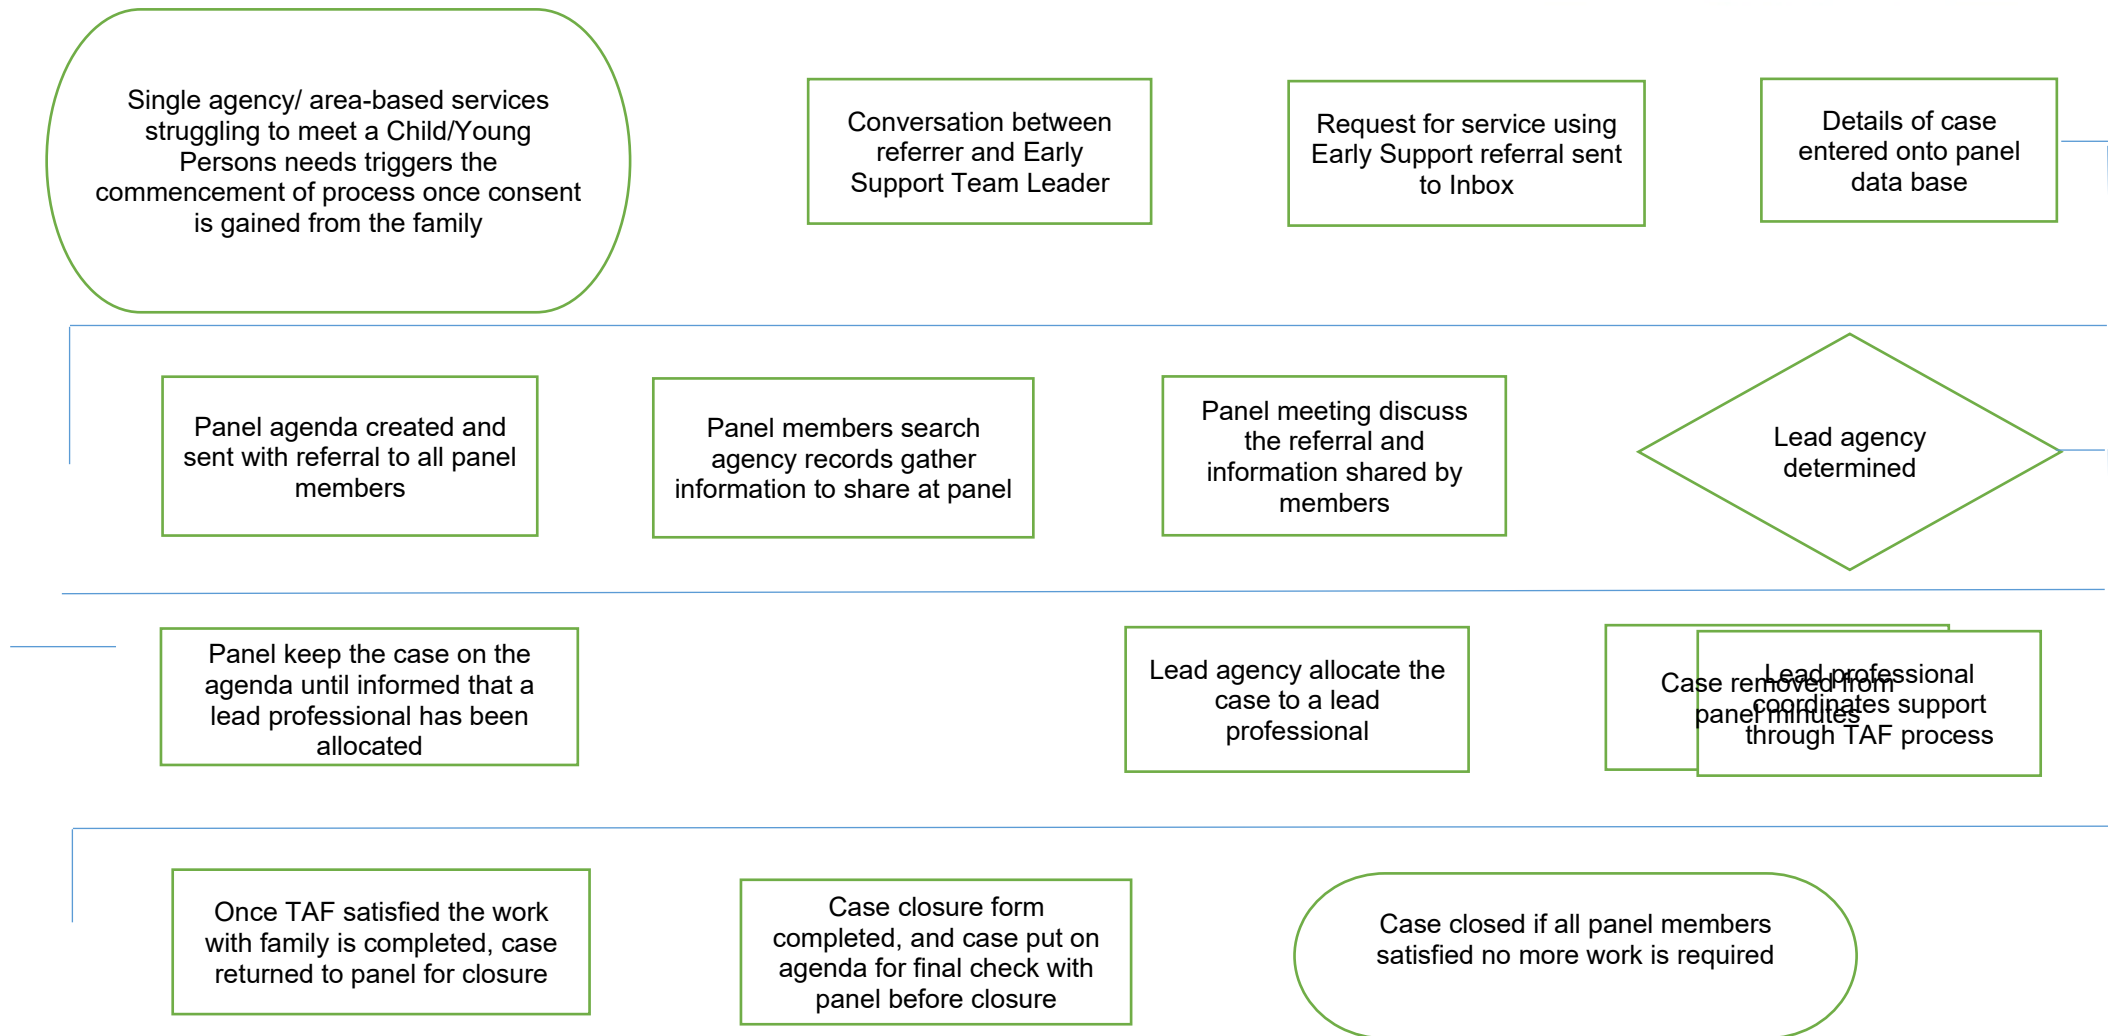 Single agency/ area-based services
struggling to meet a Child/Young
Persons needs triggers the
commencement of process once consent
is gained from the family
Conversation between
referrer and Early
Support Team Leader
Request for service using
Early Support referral sent
to Inbox
Details of case
entered onto panel
data base
Panel agenda created and
sent with referral to all panel
members
Panel members search
agency records gather
information to share at panel
Panel meeting discuss
the referral and
information shared by
members
Lead agency
determined
Panel keep the case on the
agenda until informed that a
lead professional has been
allocated
Lead agency allocate the
case to a lead
professional
Case removed from
panel minutes
Lead professional
coordinates support
through TAF process
Once TAF satisfied the work
with family is completed, case
returned to panel for closure
Case closure form
completed, and case put on
agenda for final check with
panel before closure
Case closed if all panel members
satisfied no more work is required